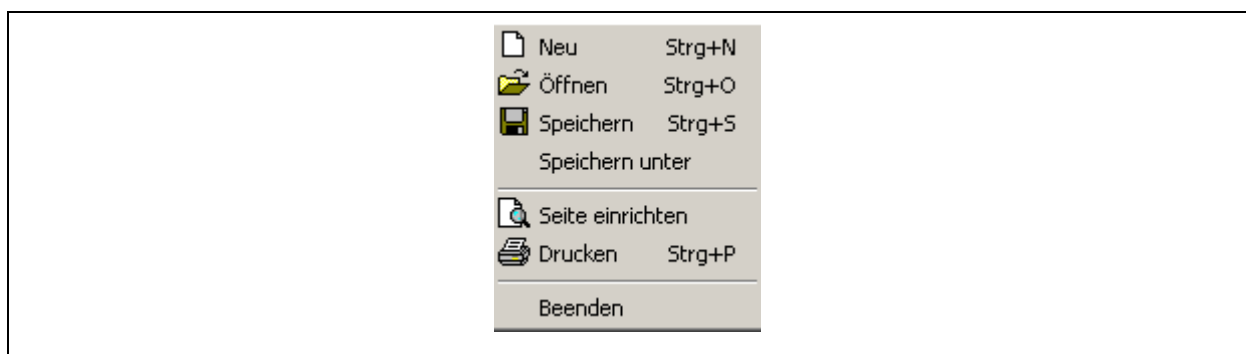 Neu Strg+N
Öffnen Strg+O
Speichern Strg+S
Speichern unter
Seite einrichten
Drucken Strg+P
Beenden